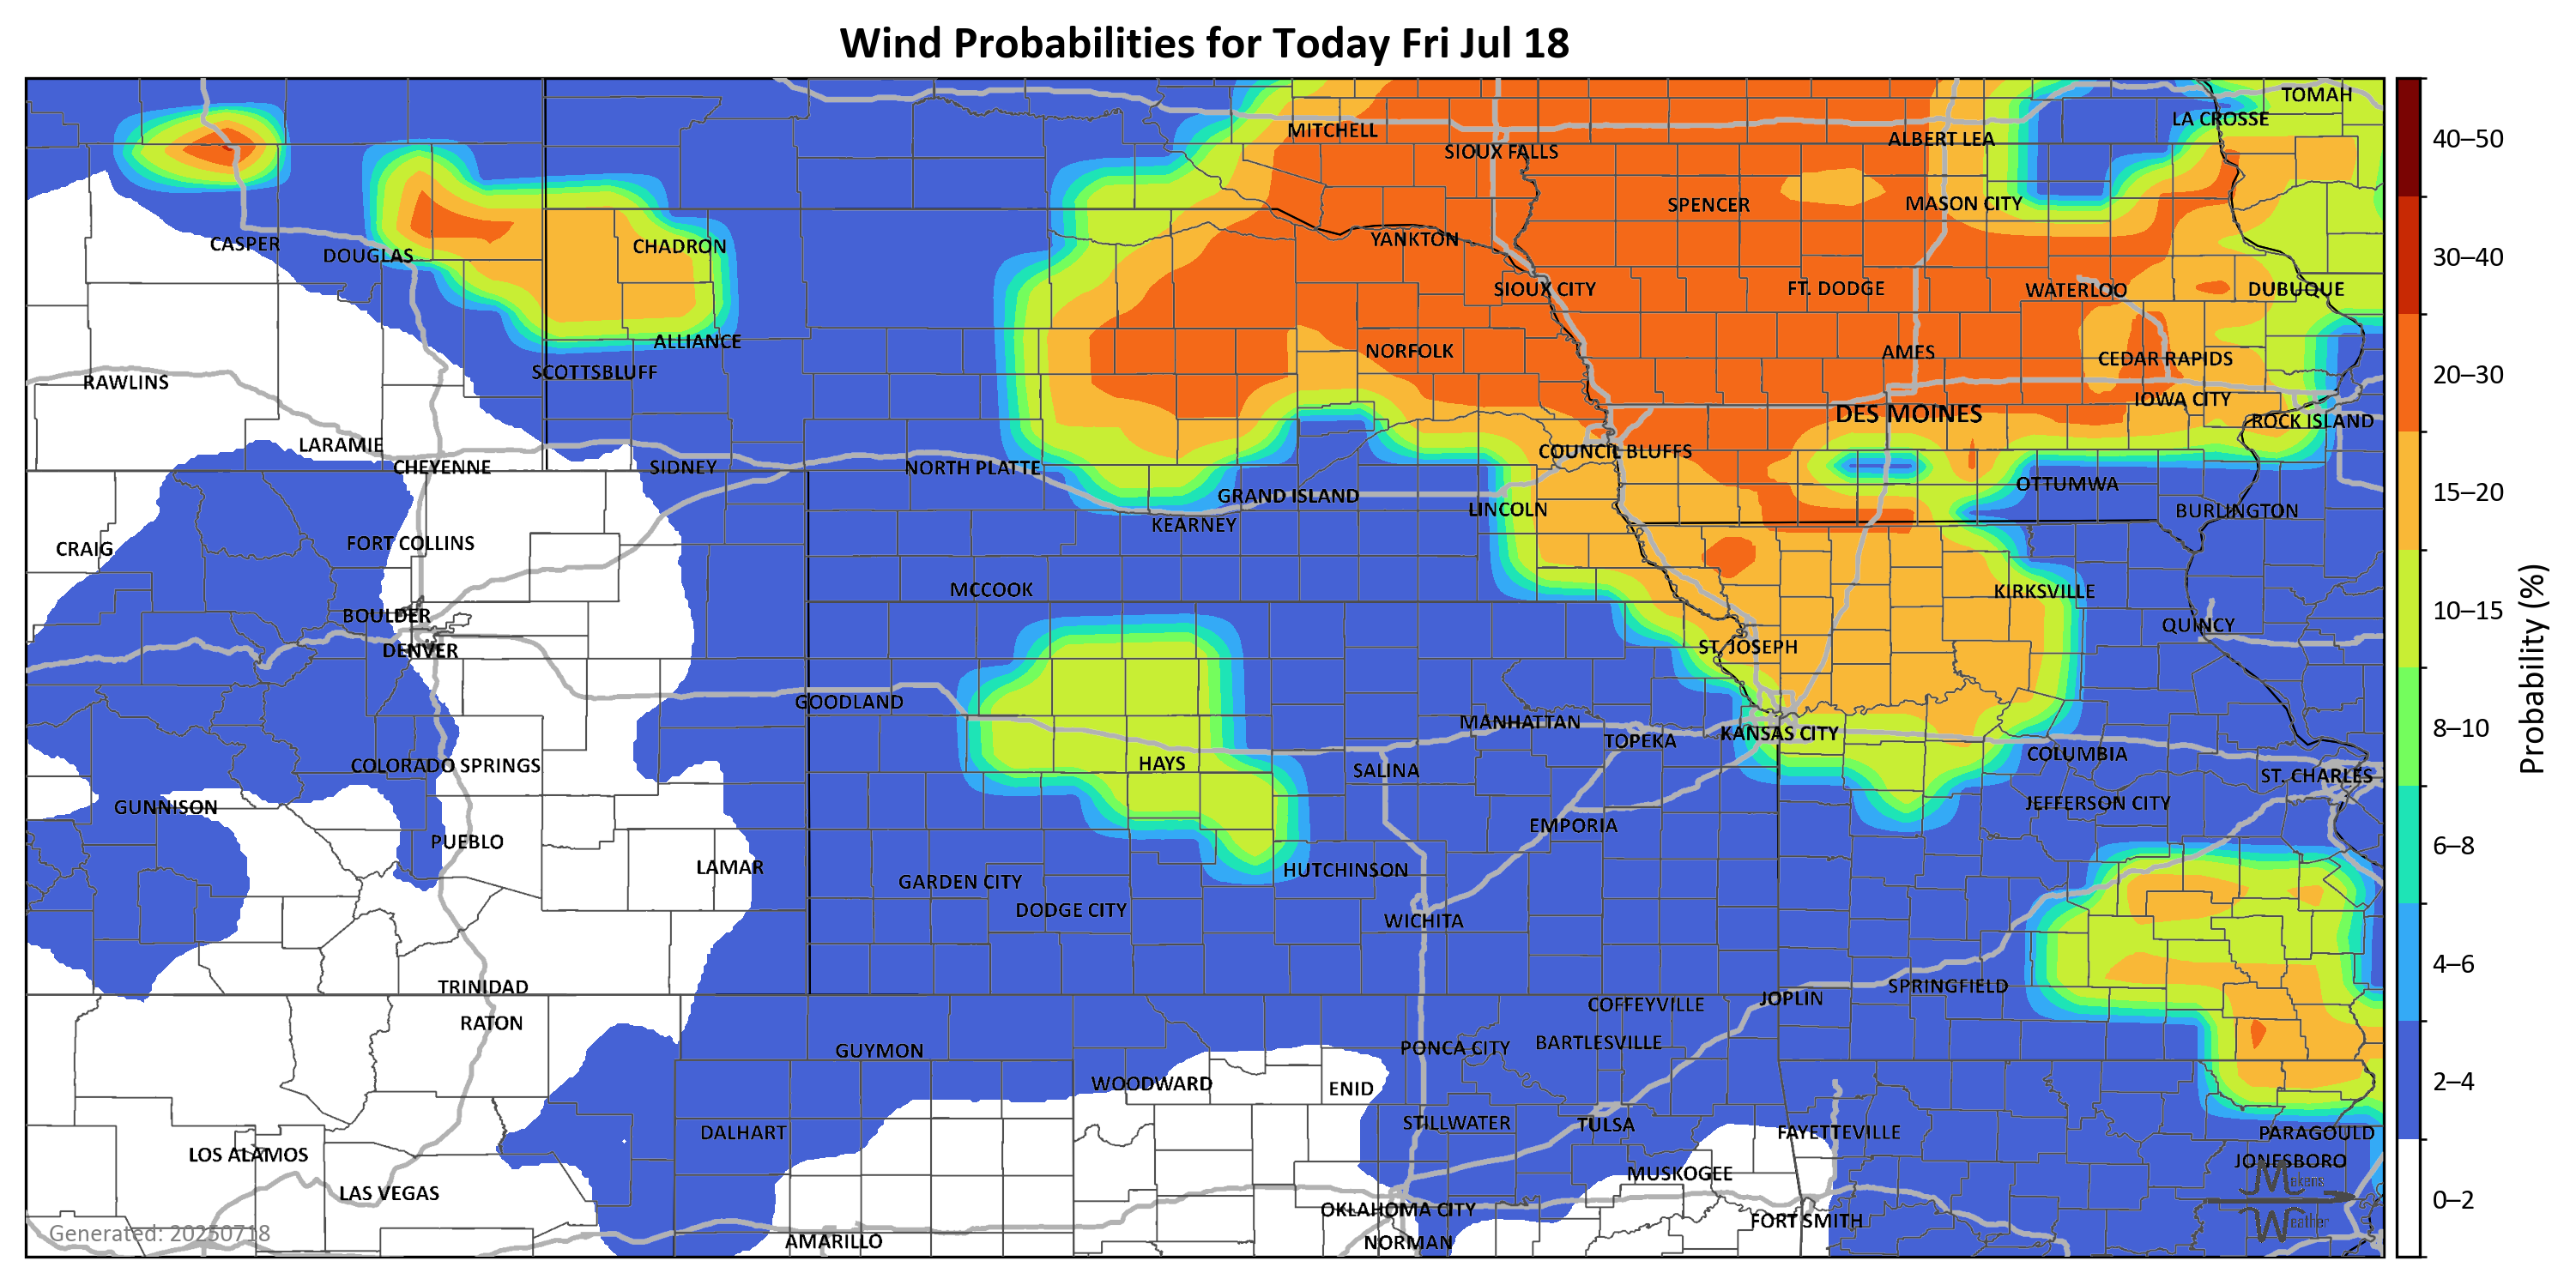 Wind Probabilities for Today Fri Jul 18
TOMAH
LA CROSSE
MITCHELL
ALBERT LEA
SIOUX FALLS
SPENCER
MASON CITY
CASPER
DOUGLAS
CHADRON
YANKTON
SIOUX CITY
FT. DODGE
WATERLOO
DUBUQUE
ALLIANCE
NORFOLK
AMES
CEDAR RAPIDS
SCOTTSBLUFF
RAWLINS
IOWA CITY
DES MOINES
ROCK ISLAND
LARAMIE
COUNCIL BLUFFS
CHEYENNE
SIDNEY
NORTH PLATTE
OTTUMWA
GRAND ISLAND
LINCOLN
BURLINGTON
KEARNEY
CRAIG
FORT COLLINS
MCCOOK
KIRKSVILLE
BOULDER
QUINCY
DENVER
ST. JOSEPH
GOODLAND
MANHATTAN
TOPEKA
KANSAS CITY
COLUMBIA
COLORADO SPRINGS
HAYS
SALINA
ST. CHARLES
GUNNISON
JEFFERSON CITY
EMPORIA
PUEBLO
LAMAR
HUTCHINSON
GARDEN CITY
DODGE CITY
WICHITA
TRINIDAD
SPRINGFIELD
COFFEYVILLE
JOPLIN
RATON
GUYMON
PONCA CITY
BARTLESVILLE
WOODWARD
ENID
STILLWATER
TULSA
DALHART
FAYETTEVILLE
PARAGOULD
LOS ALAMOS
JONESBORO
MUSKOGEE
LAS VEGAS
OKLAHOMA CITY
FORT SMITH
AMARILLO
NORMAN
Generated: 20250718
Mokens
Weather
40–50
30–40
20–30
15–20
10–15
8–10
6–8
4–6
2–4
0–2
Probability (%)